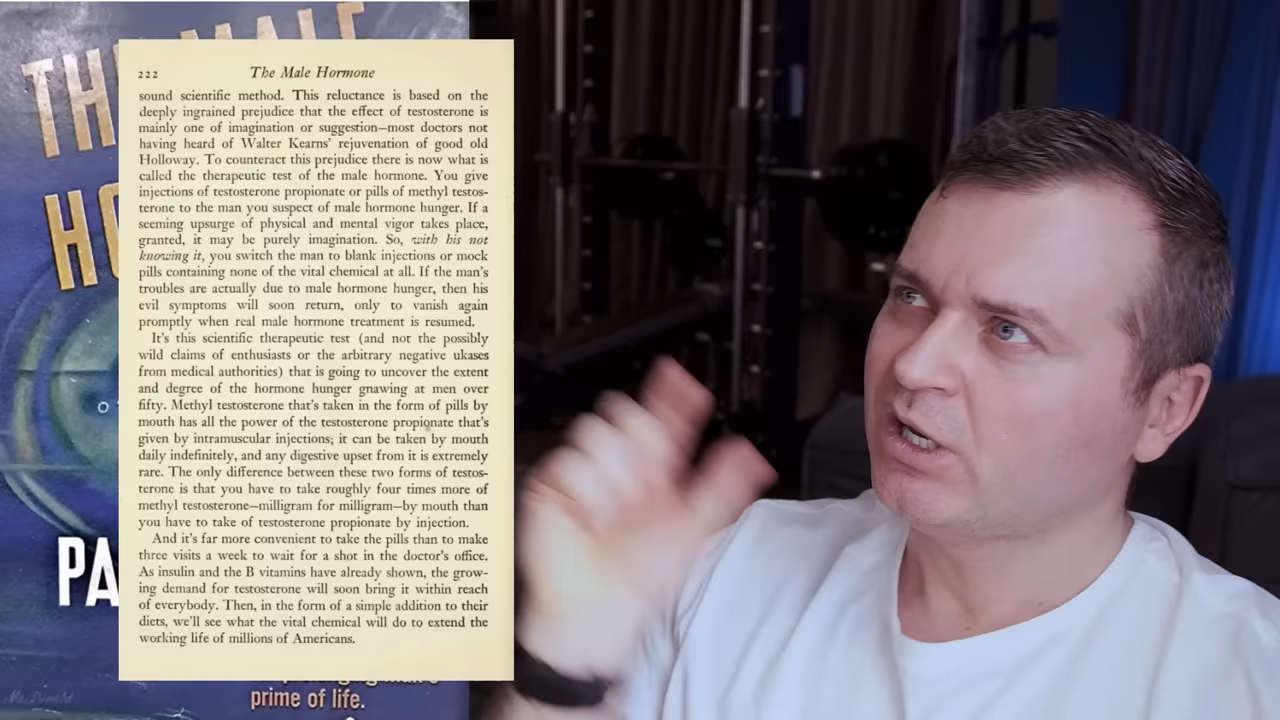 TH MALE
HO
PA
prime of life.
222 The Male Hormone
sound scientific method. This reluctance is based on the
deeply ingrained prejudice that the effect of testosterone is
mainly one of imagination or suggestion—most doctors not
having heard of Walter Kearns' rejuvenation of good old
Holloway. To counteract this prejudice there is now what is
called the therapeutic test of the male hormone. You give
injections of testosterone propionate or pills of methyl testos-
terone to the man you suspect of male hormone hunger. If a
seeming upsurge of physical and mental vigor takes place,
granted, it may be purely imagination. So, with his not
knowing it, you switch the man to blank injections or mock
pills containing none of the vital chemical at all. If the man's
troubles are actually due to male hormone hunger, then his
evil symptoms will soon return, only to vanish again
promptly when real male hormone treatment is resumed.
It's this scientific therapeutic test (and not the possibly
wild claims of enthusiasts or the arbitrary negative ukases
from medical authorities) that is going to uncover the extent
and degree of the hormone hunger gnawing at men over
fifty. Methyl testosterone that's taken in the form of pills by
mouth has all the power of the testosterone propionate that's
given by intramuscular injections; it can be taken by mouth
daily indefinitely, and any digestive upset from it is extremely
rare. The only difference between these two forms of testos-
terone is that you have to take roughly four times more of
methyl testosterone—milligram for milligram—by mouth than
you have to take of testosterone propionate by injection.
And it's far more convenient to take the pills than to make
three visits a week to wait for a shot in the doctor's office.
As insulin and the B vitamins have already shown, the grow-
ing demand for testosterone will soon bring it within reach
of everybody. Then, in the form of a simple addition to their
diets, we'll see what the vital chemical will do to extend the
working life of millions of Americans.